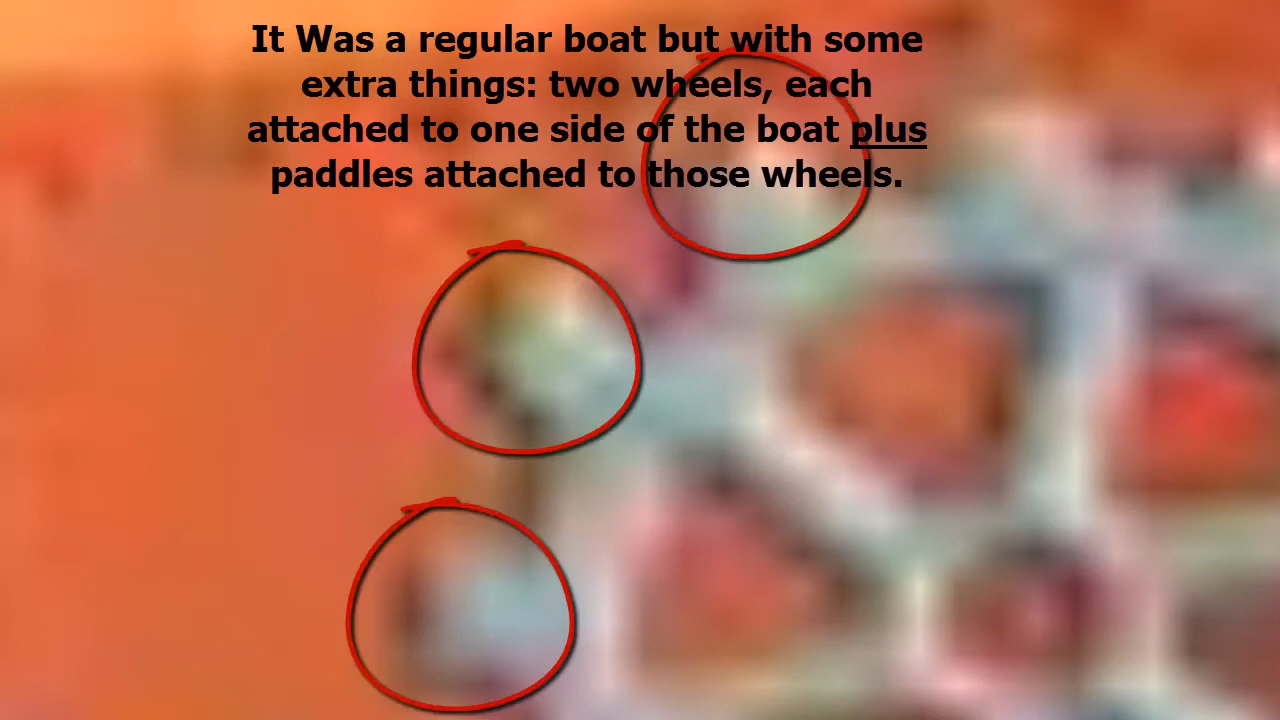 It Was a regular boat but with some
extra things: two wheels, each
attached to one side of the boat plus
paddles attached to those wheels.